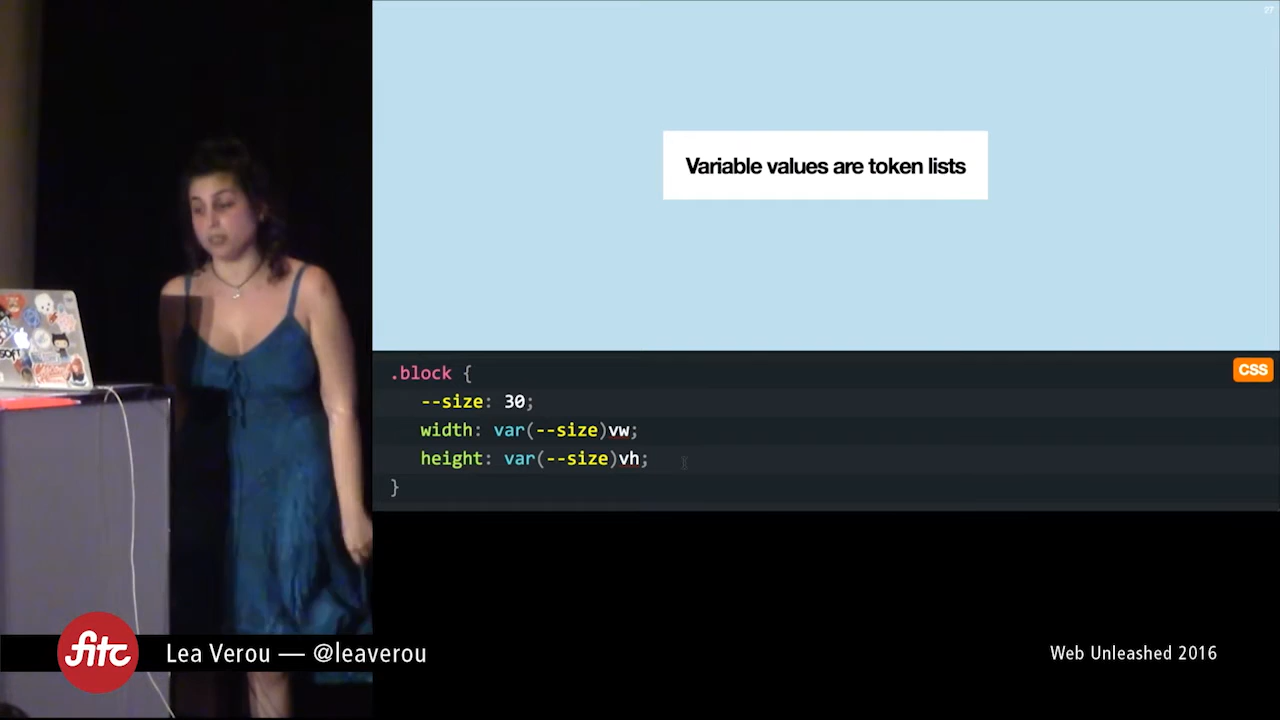 27
Variable values are token lists
CSS
.block {
--size: 30;
width: var(--size)vw;
height: var(--size)vh;
}
fitc
Lea Verou — @leaverou
Web Unleashed 2016